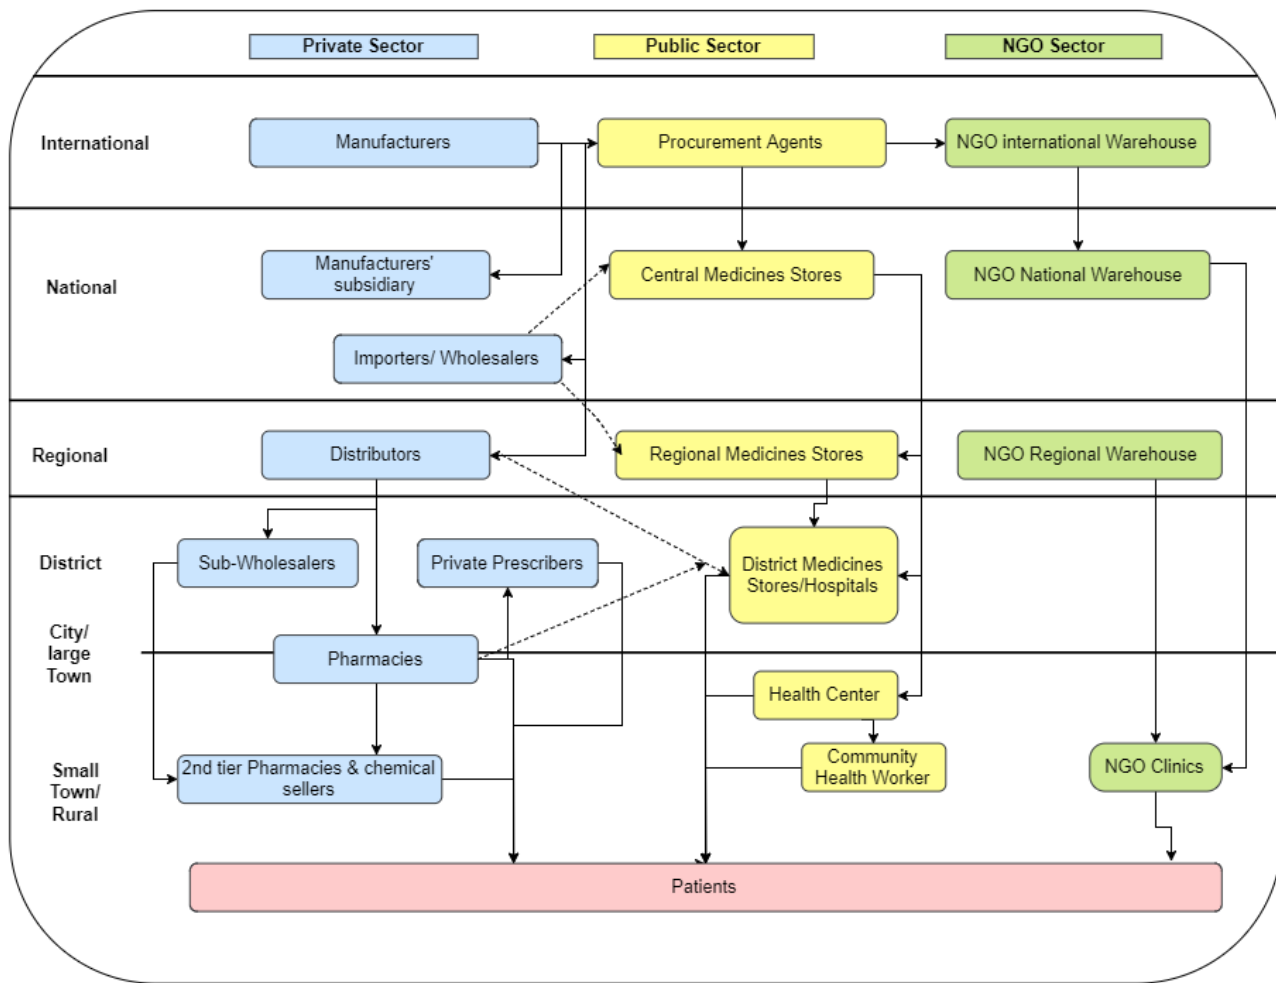 Private Sector
Public Sector
NGO Sector
International
Manufacturers
Procurement Agents
NGO international Warehouse
National
Manufacturers'
subsidiary
Central Medicines Stores
NGO National Warehouse
Importers/ Wholesalers
Regional
Distributors
Regional Medicines Stores
NGO Regional Warehouse
District
Sub-Wholesalers
Private Prescribers
District Medicines
Stores/Hospitals
City/
large
Town
Pharmacies
Health Center
Small
Town/
Rural
2nd tier Pharmacies & chemical
sellers
Community
Health Worker
NGO Clinics
Patients